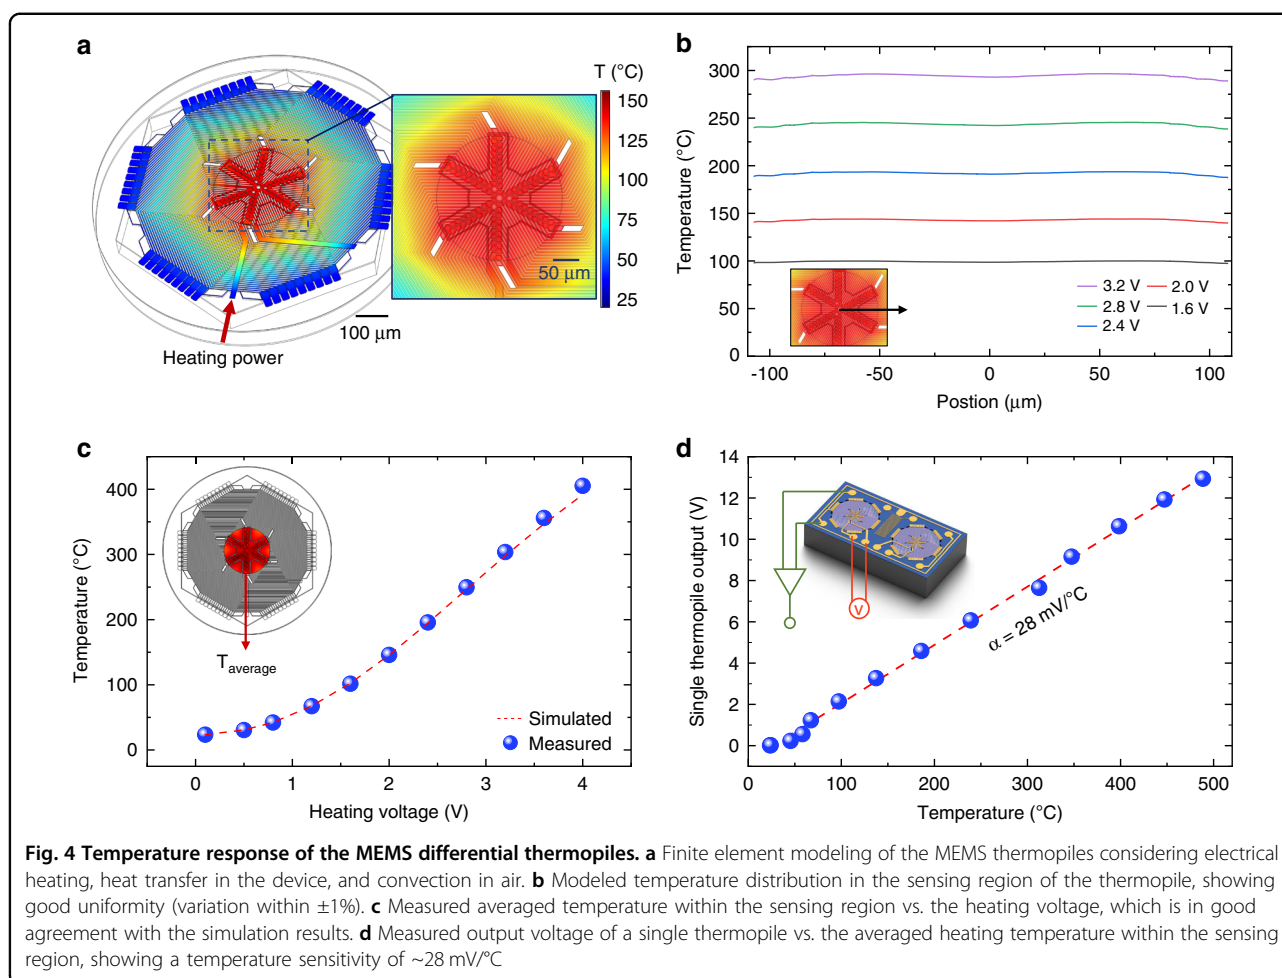 a
T (°C)
150
125
100
75
50
25
50 μm
100 μm
Heating power
b
300
250
200
150
100
50
0
Temperature (°C)
3.2 V
2.0 V
2.8 V
1.6 V
2.4 V
-100
-50
0
50
100
Postion (μm)
c
400
300
200
100
0
Temperature (°C)
Taverage
Simulated
Measured
0
1
2
3
4
Heating voltage (V)
d
14
12
10
8
6
4
2
0
Single thermopile output (V)
V
α = 28 mV/°C
0
100
200
300
400
500
Temperature (°C)
Fig. 4 Temperature response of the MEMS differential thermopiles. a Finite element modeling of the MEMS thermopiles considering electrical
heating, heat transfer in the device, and convection in air. b Modeled temperature distribution in the sensing region of the thermopile, showing
good uniformity (variation within ±1%). c Measured averaged temperature within the sensing region vs. the heating voltage, which is in good
agreement with the simulation results. d Measured output voltage of a single thermopile vs. the averaged heating temperature within the sensing
region, showing a temperature sensitivity of ~28 mV/°C